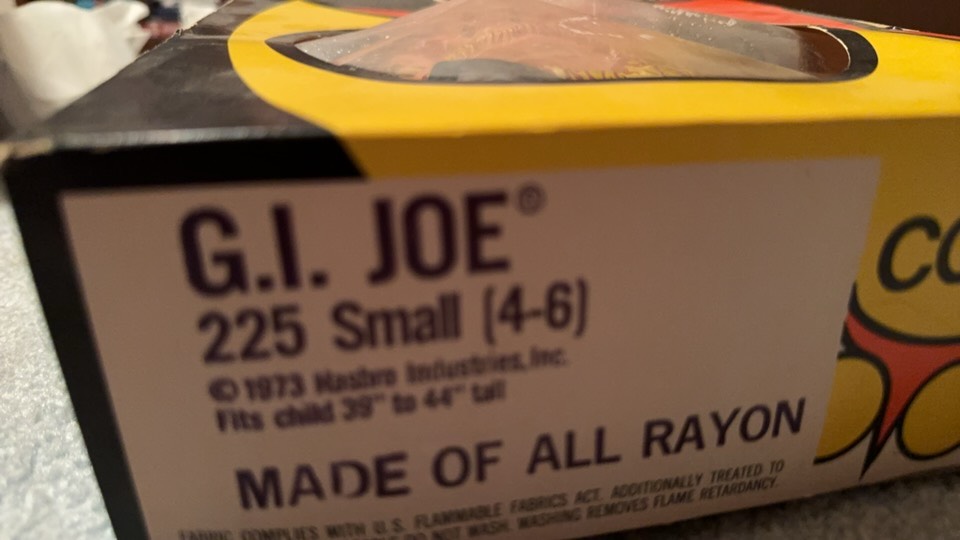 G.I. JOE®
225 Small (4-6)
© 1973 Hasbro Industries, Inc.
Fits child 39" to 44" tall
MADE OF ALL RAYON
FABRIC COMPLIES WITH U.S. FLAMMABLE FABRICS ACT. ADDITIONALLY TREATED TO
DO NOT WASH. WASHING REMOVES FLAME RETARDANCY.
CO